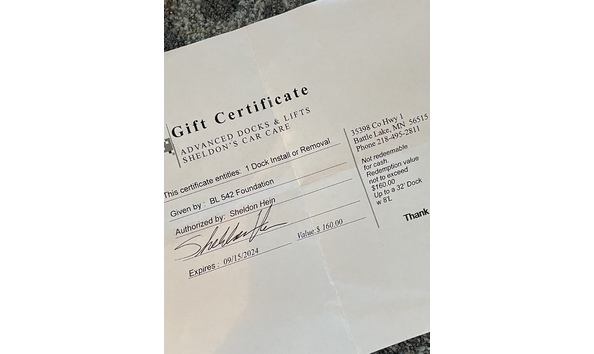 Gift Certificate
ADVANCED DOCKS & LIFTS
SHELDON'S CAR CARE
This certificate entitles: 1 Dock Install or Removal
Given by : BL 542 Foundation
Authorized by: Sheldon Hein
Expires : 09/15/2024
Value:$ 160.00
35398 Co Hwy 1
Battle Lake, MN 56515
Phone 218-495-2811
Not redeemable
for cash.
Redemption value
not to exceed
$160.00
Up to a 32' Dock
w 8'L
Thank